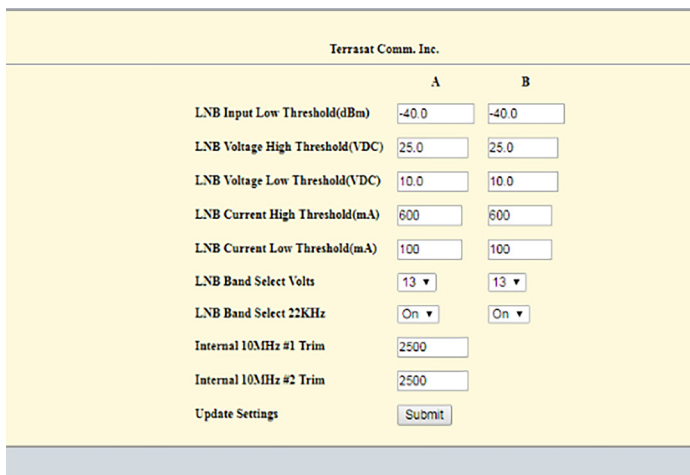 Terrasat Comm. Inc.
A B
LNB Input Low Threshold(dBm) -40.0 -40.0
LNB Voltage High Threshold(VDC) 25.0 25.0
LNB Voltage Low Threshold(VDC) 10.0 10.0
LNB Current High Threshold(mA) 600 600
LNB Current Low Threshold(mA) 100 100
LNB Band Select Volts 13 13
LNB Band Select 22KHz On On
Internal 10MHz #1 Trim 2500
Internal 10MHz #2 Trim 2500
Update Settings Submit